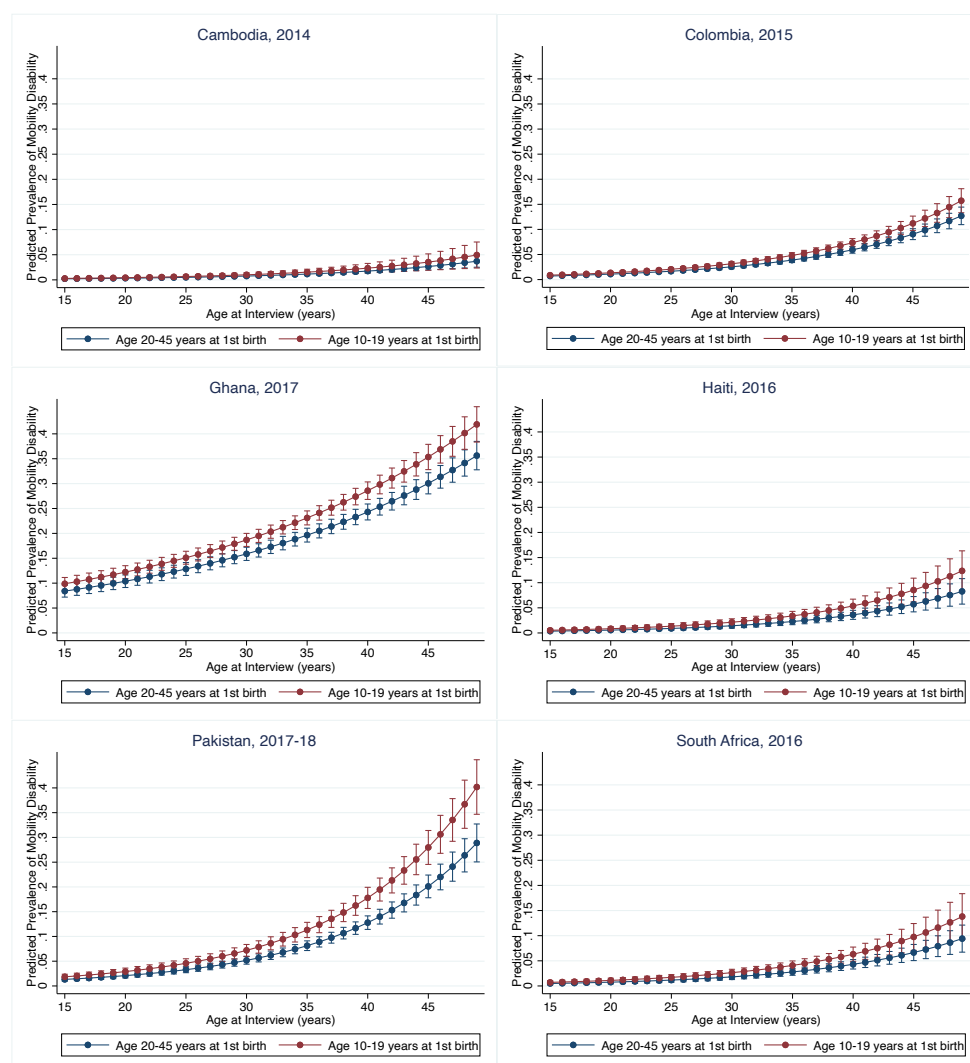 Cambodia, 2014
Predicted Prevalence of Mobility Disability
0 .05 .1 .15 .2 .25 .3 .35 .4
15 20 25 30 35 40 45
Age at Interview (years)
Age 20-45 years at 1st birth Age 10-19 years at 1st birth
Colombia, 2015
Predicted Prevalence of Mobility Disability
0 .05 .1 .15 .2 .25 .3 .35 .4
15 20 25 30 35 40 45
Age at Interview (years)
Age 20-45 years at 1st birth Age 10-19 years at 1st birth
Ghana, 2017
Predicted Prevalence of Mobility Disability
0 .05 .1 .15 .2 .25 .3 .35 .4
15 20 25 30 35 40 45
Age at Interview (years)
Age 20-45 years at 1st birth Age 10-19 years at 1st birth
Haiti, 2016
Predicted Prevalence of Mobility Disability
0 .05 .1 .15 .2 .25 .3 .35 .4
15 20 25 30 35 40 45
Age at Interview (years)
Age 20-45 years at 1st birth Age 10-19 years at 1st birth
Pakistan, 2017-18
Predicted Prevalence of Mobility Disability
0 .05 .1 .15 .2 .25 .3 .35 .4
15 20 25 30 35 40 45
Age at Interview (years)
Age 20-45 years at 1st birth Age 10-19 years at 1st birth
South Africa, 2016
Predicted Prevalence of Mobility Disability
0 .05 .1 .15 .2 .25 .3 .35 .4
15 20 25 30 35 40 45
Age at Interview (years)
Age 20-45 years at 1st birth Age 10-19 years at 1st birth